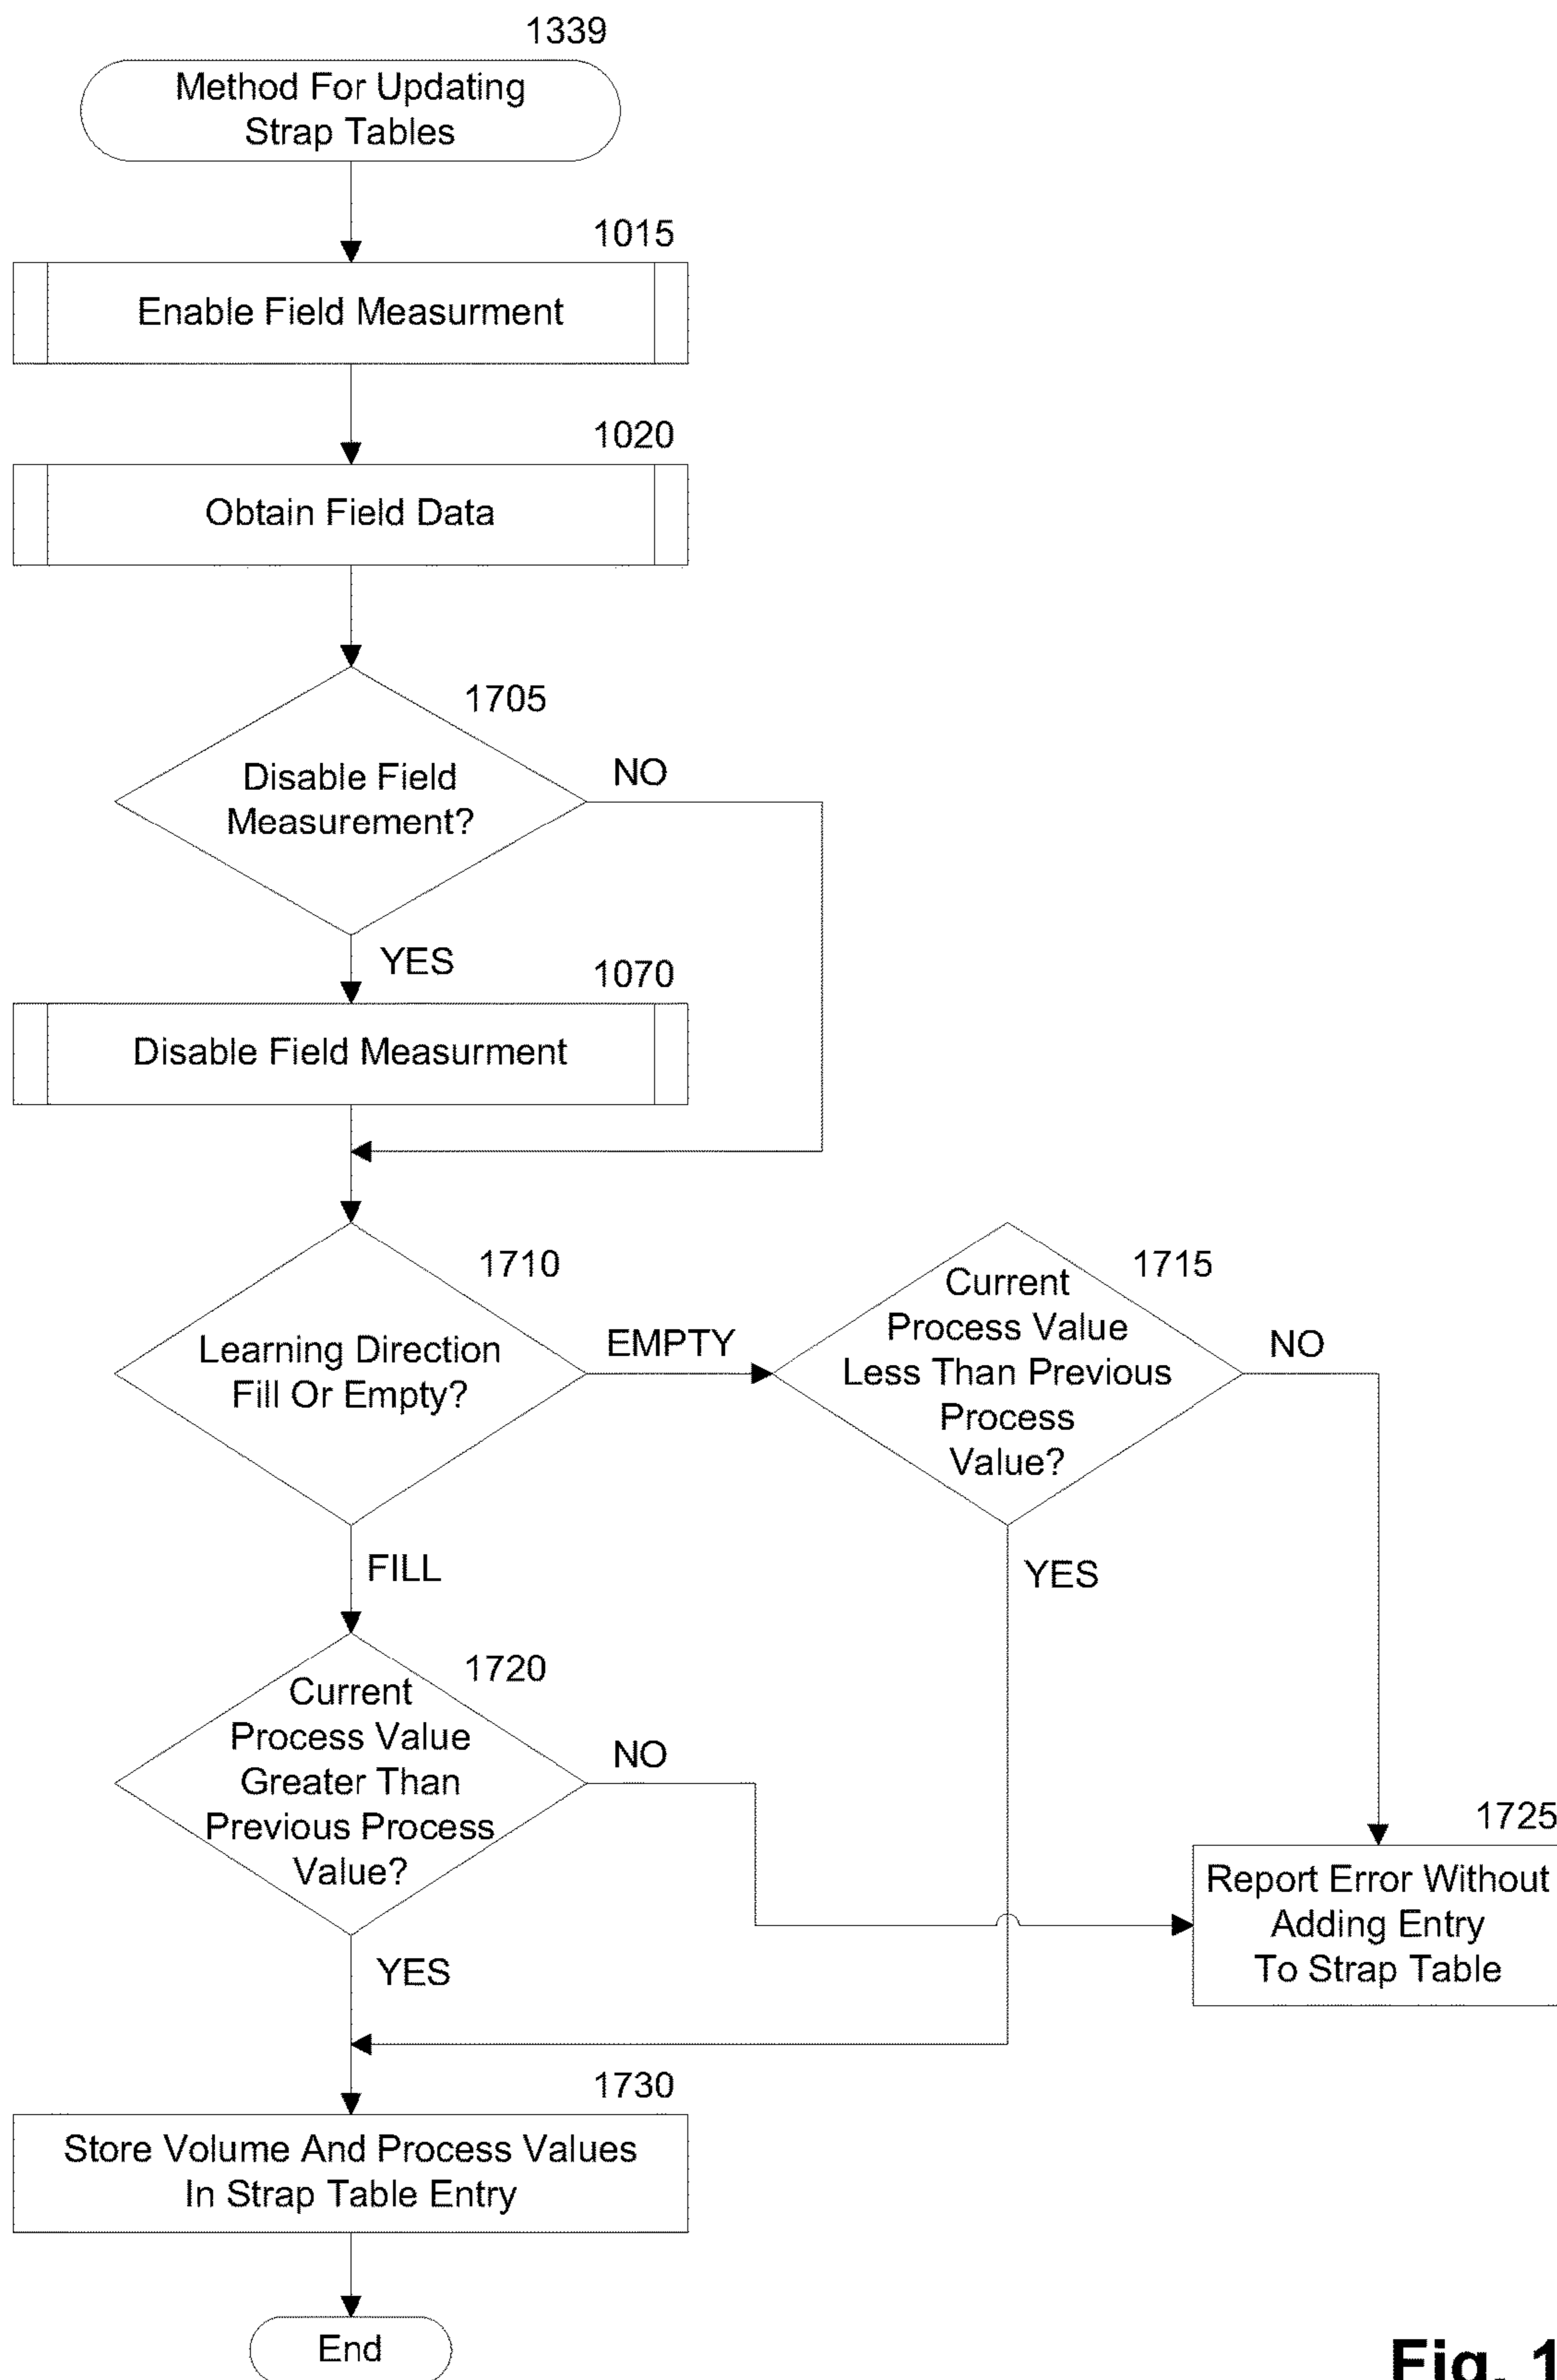 1339
Method For Updating
Strap Tables
1015
Enable Field Measurment
1020
Obtain Field Data
1705
Disable Field
Measurement?
NO
YES
1070
Disable Field Measurment
1710
Learning Direction
Fill Or Empty?
EMPTY
FILL
1715
Current
Process Value
Less Than Previous
Process
Value?
NO
YES
1720
Current
Process Value
Greater Than
Previous Process
Value?
NO
YES
1725
Report Error Without
Adding Entry
To Strap Table
1730
Store Volume And Process Values
In Strap Table Entry
End
Fig. 1